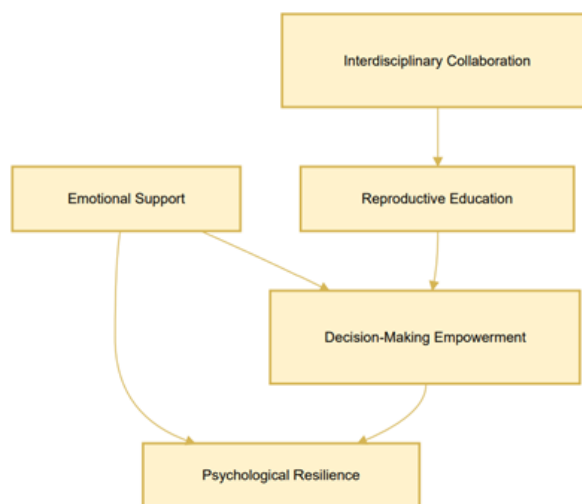 Interdisciplinary Collaboration
Emotional Support
Reproductive Education
Decision-Making Empowerment
Psychological Resilience